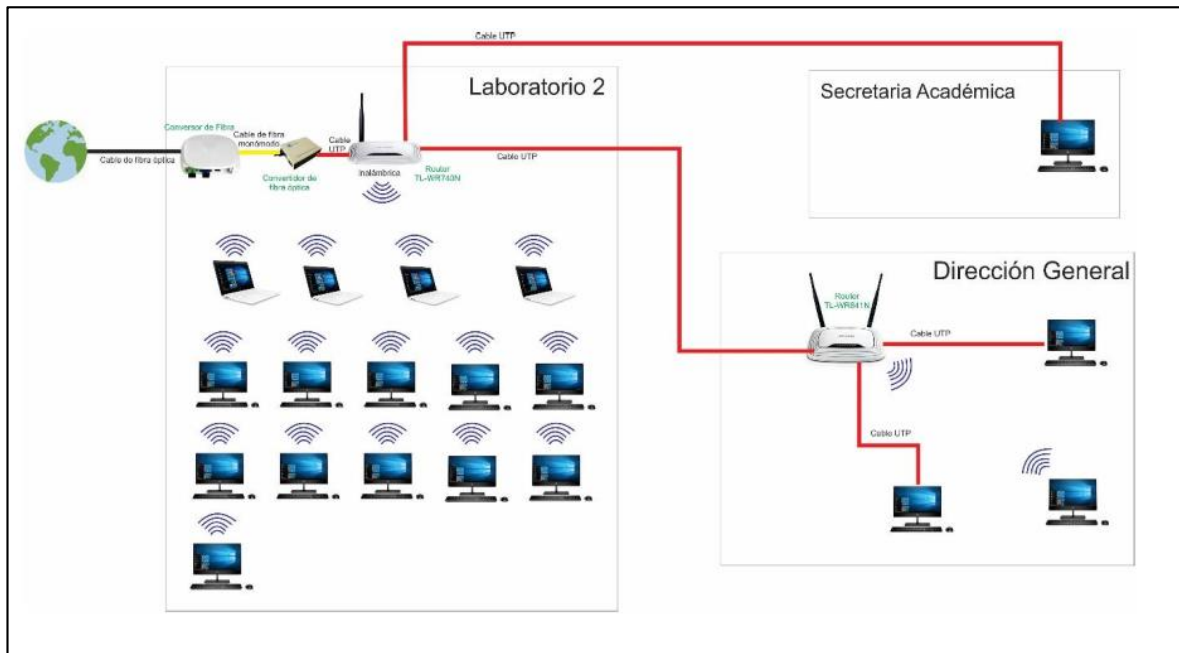 Cable UTP
Laboratorio 2
Secretaria Académica
Conversor de Fibra
Cable de fibra
monómodo
Cable
UTP
Cable UTP
Cable de fibra óptica
Convertidor de
fibra óptica
Inalámbrica
Router
TL-WR740N
Dirección General
Router
TL-WR841N
Cable UTP
Cable UTP